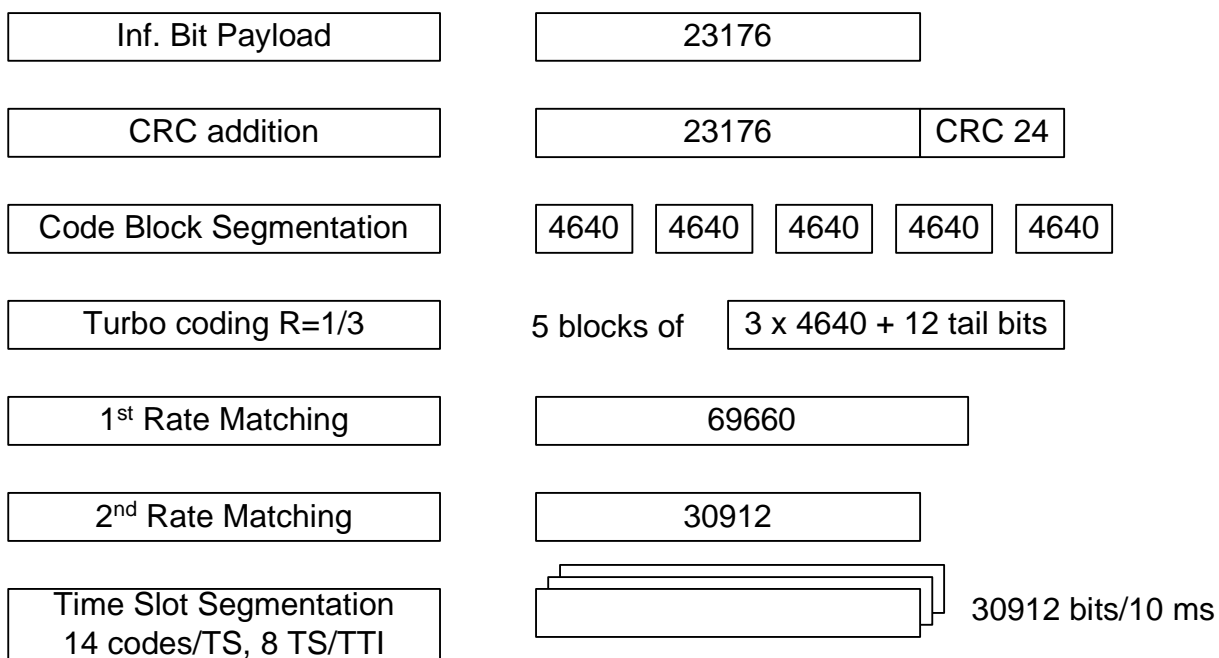 Inf. Bit Payload 23176
CRC addition 23176 CRC 24
Code Block Segmentation 4640 4640 4640 4640 4640
Turbo coding R=1/3 5 blocks of 3 x 4640 + 12 tail bits
1st Rate Matching 69660
2nd Rate Matching 30912
Time Slot Segmentation
14 codes/TS, 8 TS/TTI
30912 bits/10 ms